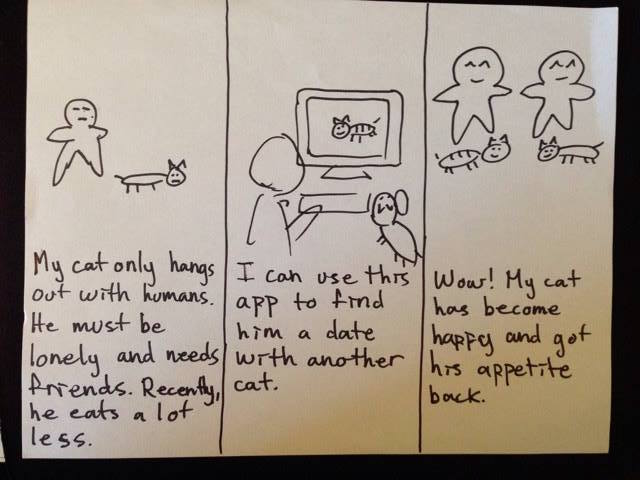 My cat only hangs
out with humans.
He must be
lonely and needs
friends. Recently,
he eats a lot
less.
I can use this
app to find
him a date
with another
cat.
Wow! My cat
has become
happy and got
his appetite
back.